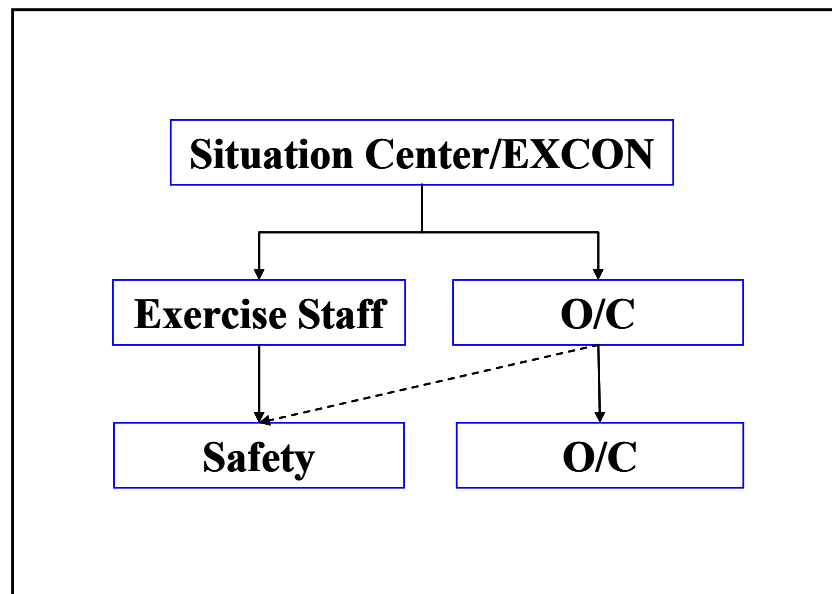 Situation Center/EXCON
Exercise Staff
O/C
Safety
O/C